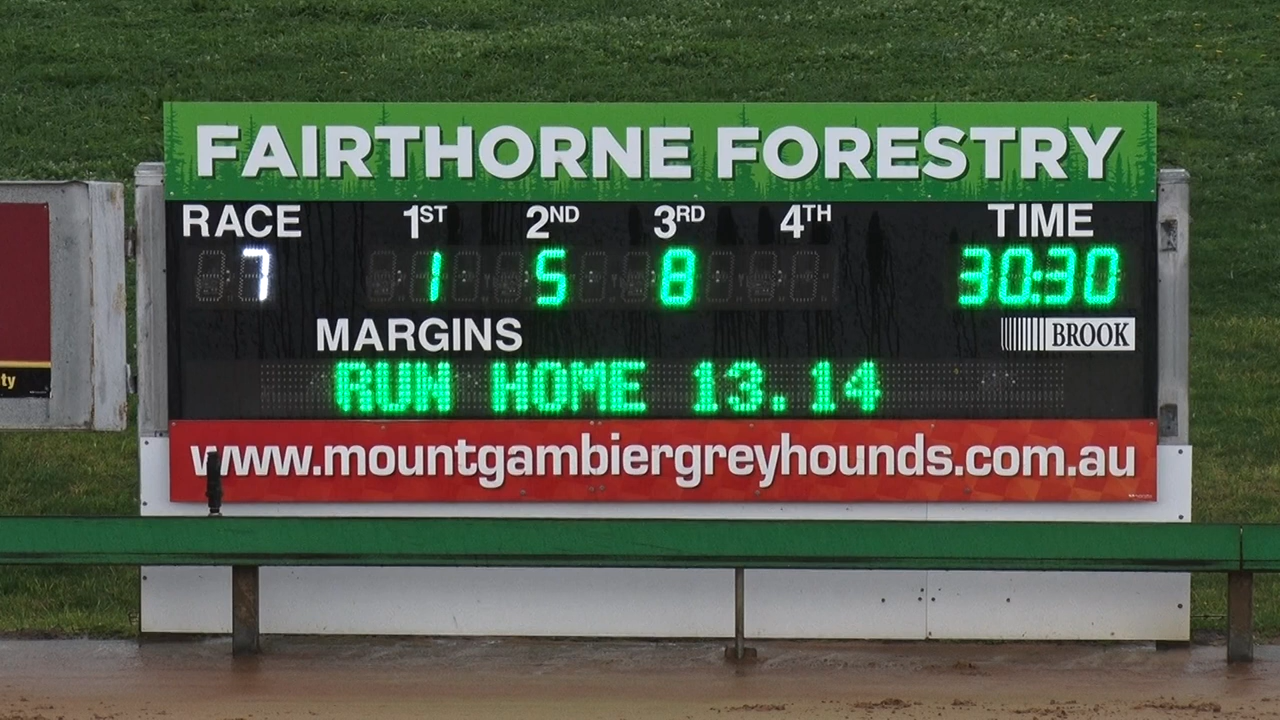 FAIRTHORNE FORESTRY
RACE 1ST 2ND 3RD 4TH TIME
7 1 5 8 30:30
MARGINS BROOK
RUN HOME 13.14
www.mountgambiergreyhounds.com.au
ty